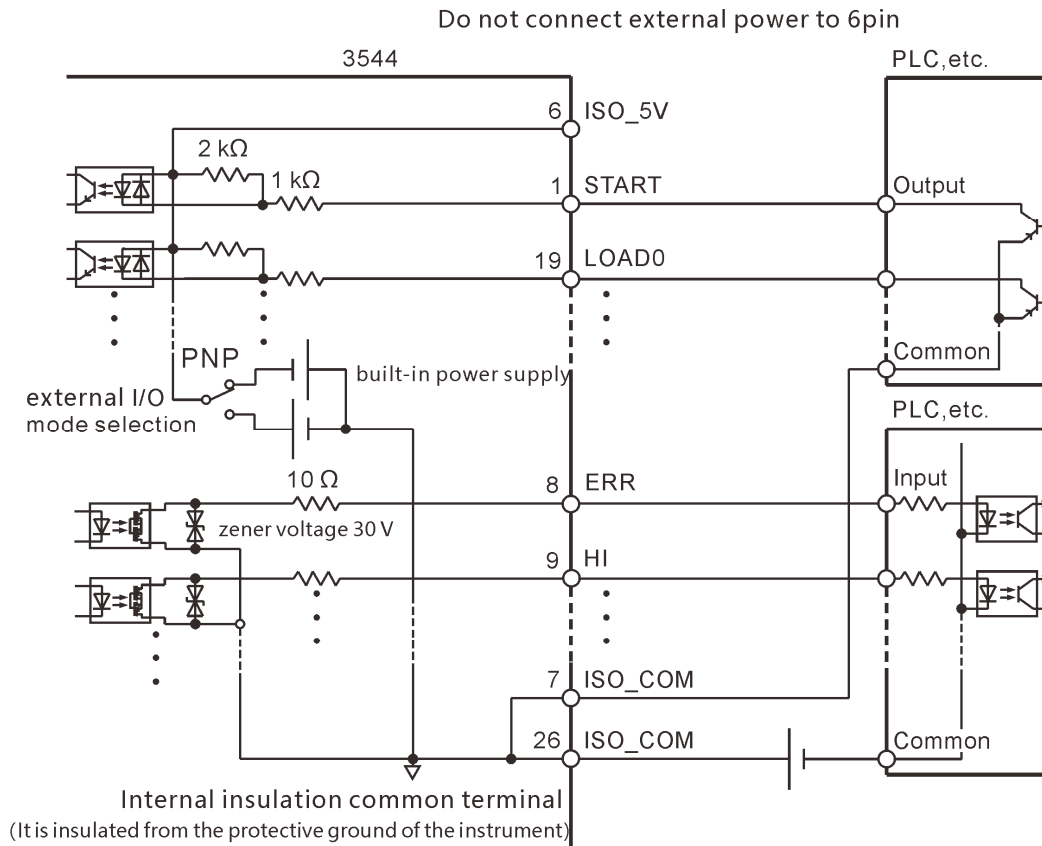 Do not connect external power to 6pin
3544
PLC,etc.
6 ISO_5V
2 kΩ
1 kΩ
1 START
Output
19 LOAD0
PNP
built-in power supply
Common
external I/O
mode selection
PLC,etc.
10 Ω
8 ERR
Input
zener voltage 30 V
9 HI
7 ISO_COM
26 ISO_COM
Common
Internal insulation common terminal
(It is insulated from the protective ground of the instrument)